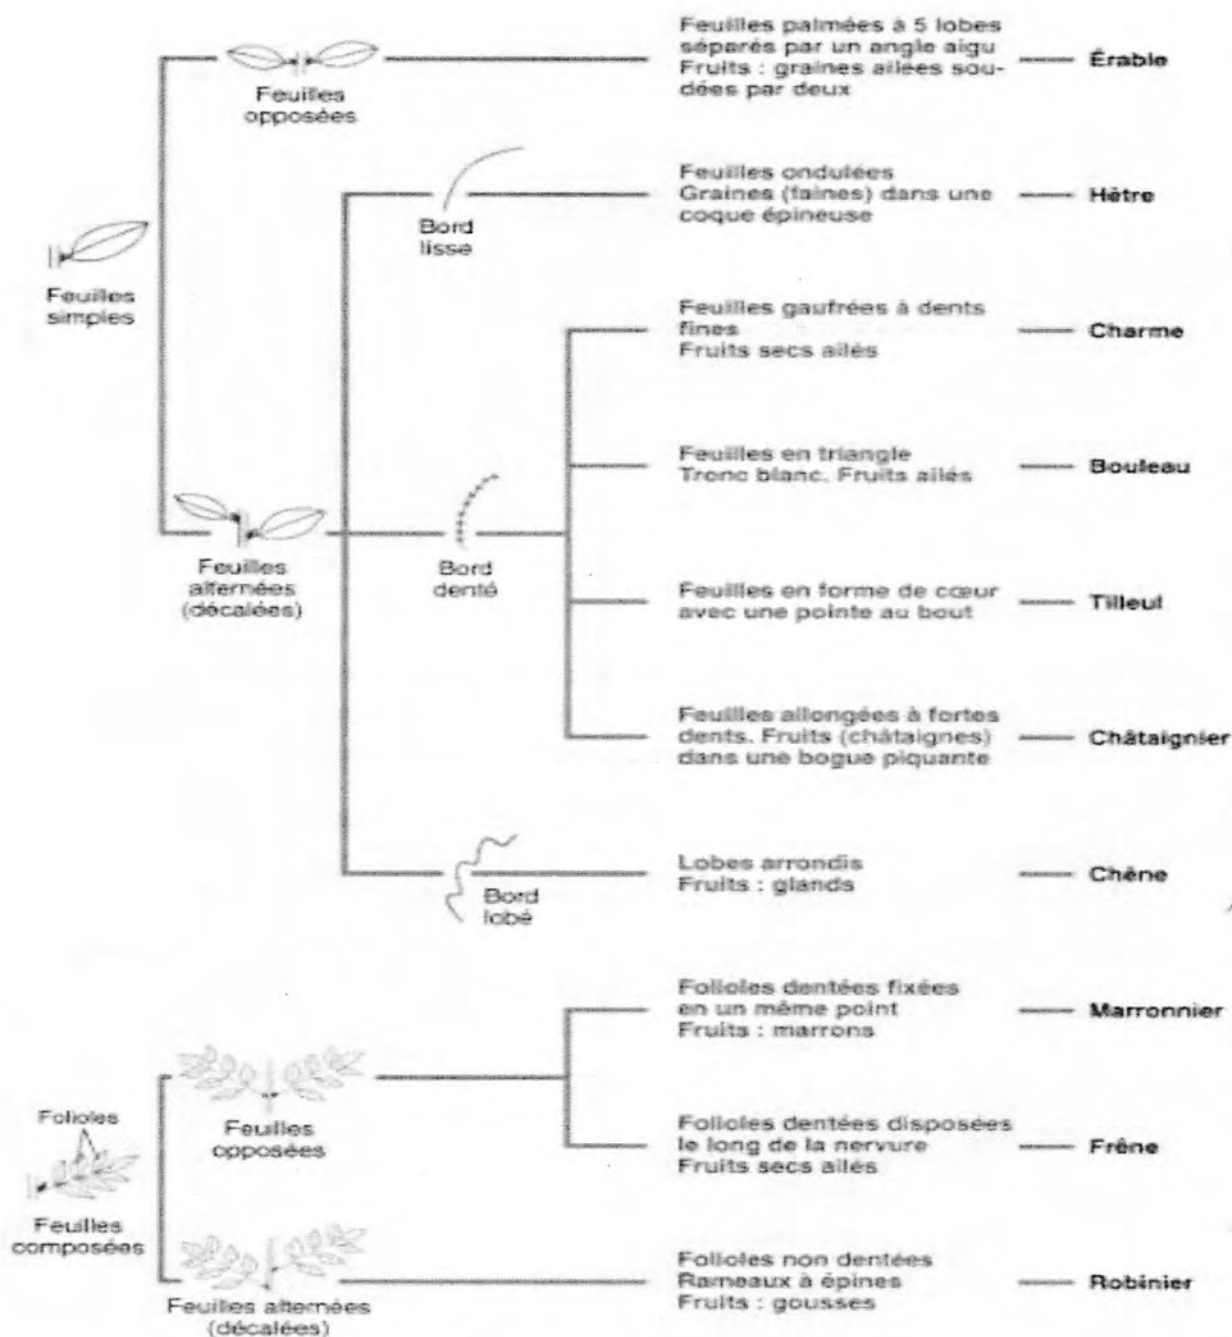 Feuilles palmées à 5 lobes
séparés par un angle aigu
Fruits : graines ailées sou-
dées par deux
Érable
Feuilles
opposées
Feuilles ondulées
Graines (faines) dans une
coque épineuse
Hêtre
Bord
lisse
Feuilles
simples
Feuilles gaufrées à dents
fines
Fruits secs ailés
Charme
Feuilles en triangle
Tronc blanc. Fruits ailés
Bouleau
Feuilles
alternées
(décalées)
Bord
denté
Feuilles en forme de cœur
avec une pointe au bout
Tilleul
Feuilles allongées à fortes
dents. Fruits (châtaignes)
dans une bogue piquante
Châtaignier
Lobes arrondis
Fruits : glands
Chêne
Bord
lobé
Folioles dentées fixées
en un même point
Fruits : marrons
Marronnier
Folioles
Feuilles
opposées
Folioles dentées disposées
le long de la nervure
Fruits secs ailés
Frêne
Feuilles
composées
Folioles non dentées
Rameaux à épines
Fruits : gousses
Robinier
Feuilles alternées
(décalées)